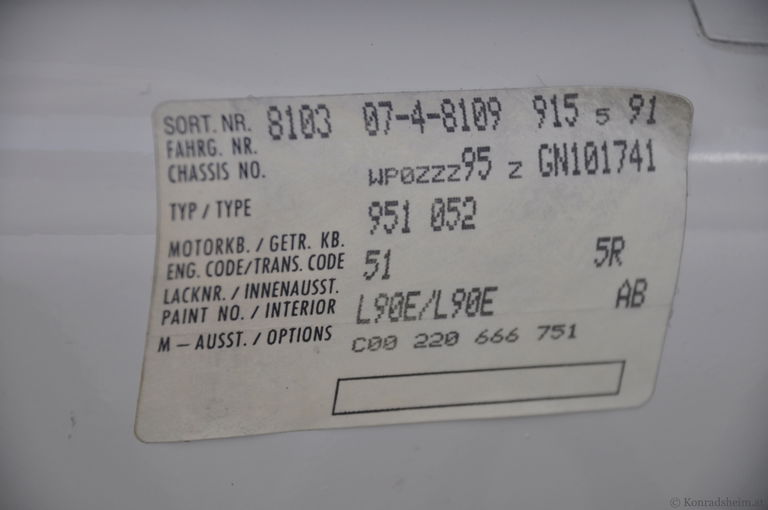 SORT. NR. 8103 07-4-8109 915 s 91
FAHRG. NR.
CHASSIS NO. WP0ZZZ95 Z GN101741
TYP / TYPE 951 052
MOTORKB. / GETR. KB.
ENG. CODE/TRANS. CODE 51 5R
LACKNR. / INNENAUSST.
PAINT NO. / INTERIOR L90E/L90E AB
M – AUSST. / OPTIONS C00 220 666 751
© Konradsheim.at